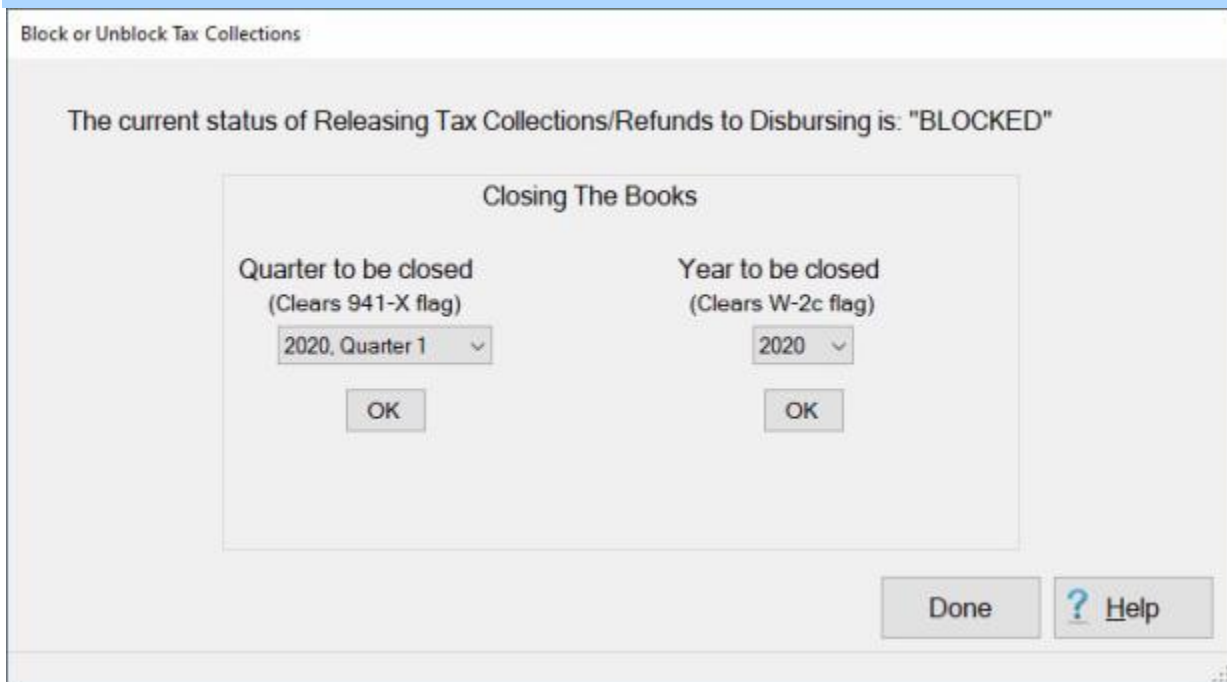 Block or Unblock Tax Collections
The current status of Releasing Tax Collections/Refunds to Disbursing is: "BLOCKED"
Closing The Books
Quarter to be closed
(Clears 941-X flag)
2020, Quarter 1
OK
Year to be closed
(Clears W-2c flag)
2020
OK
Done
? Help